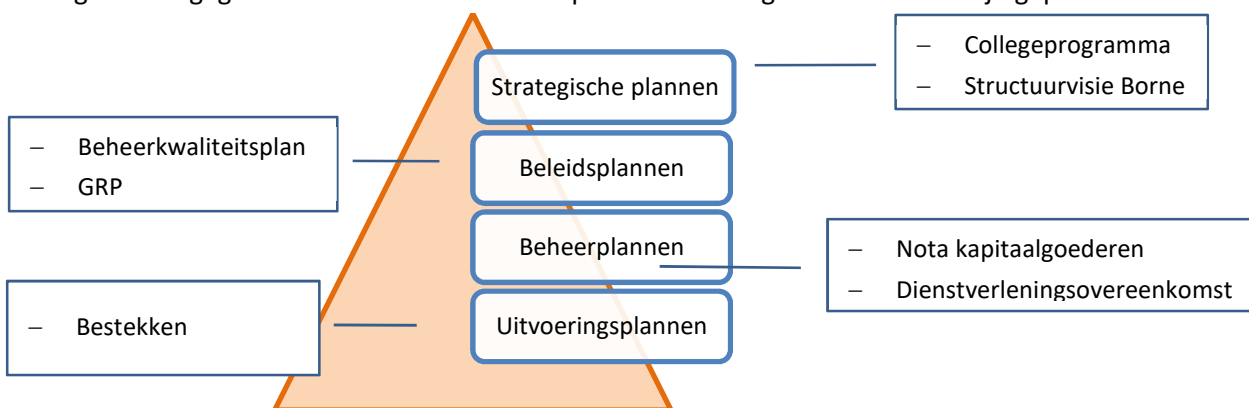 Collegeprogramma
Structuurvisie Borne
Strategische plannen
Beheerkwaliteitsplan
GRP
Beleidsplannen
Beheerplannen
Nota kapitaalgoederen
Dienstverleningsovereenkomst
Bestekken
Uitvoeringsplannen